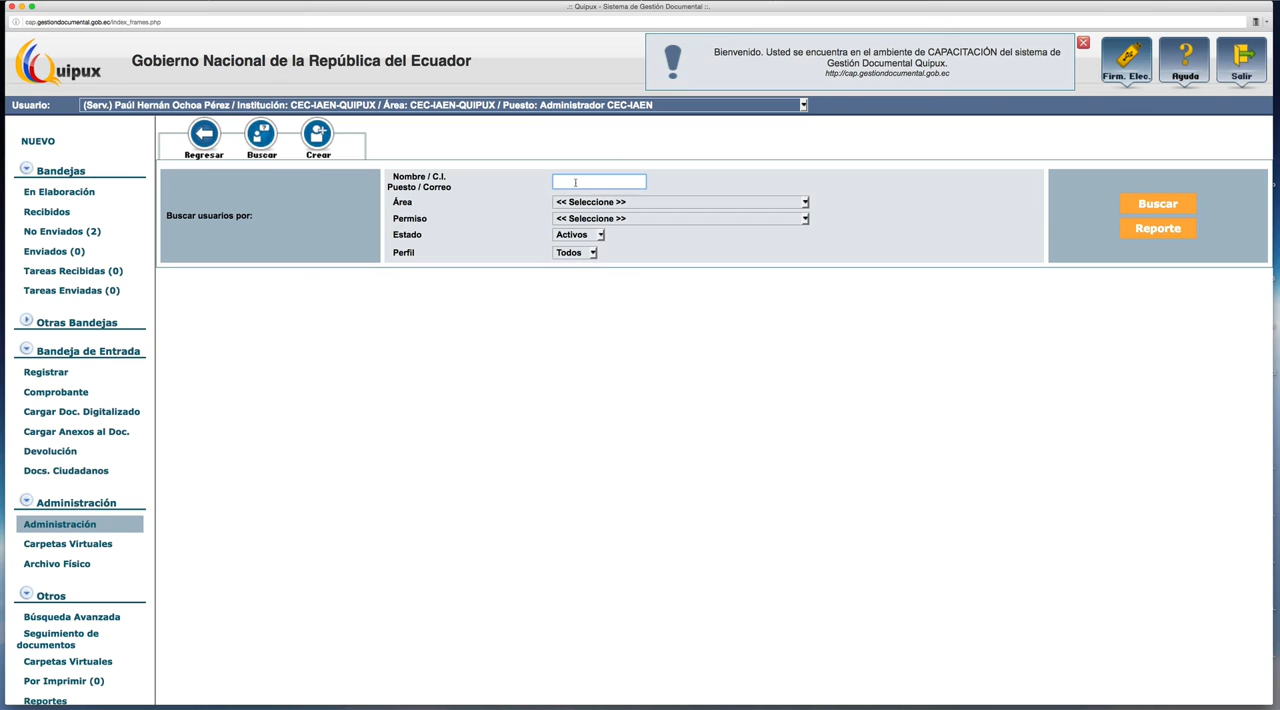 .:: Quipux - Sistema de Gestión Documental ::.
cap.gestiondocumental.gob.ec/index_frames.php
Quipux
Gobierno Nacional de la República del Ecuador
Bienvenido. Usted se encuentra en el ambiente de CAPACITACIÓN del sistema de
Gestión Documental Quipux.
http://cap.gestiondocumental.gob.ec
Firm. Elec.
Ayuda
Salir
Usuario:
(Serv.) Paúl Hernán Ochoa Pérez / Institución: CEC-IAEN-QUIPUX / Área: CEC-IAEN-QUIPUX / Puesto: Administrador CEC-IAEN
NUEVO
Bandejas
En Elaboración
Recibidos
No Enviados (2)
Enviados (0)
Tareas Recibidas (0)
Tareas Enviadas (0)
Otras Bandejas
Bandeja de Entrada
Registrar
Comprobante
Cargar Doc. Digitalizado
Cargar Anexos al Doc.
Devolución
Docs. Ciudadanos
Administración
Administración
Carpetas Virtuales
Archivo Físico
Otros
Búsqueda Avanzada
Seguimiento de
documentos
Carpetas Virtuales
Por Imprimir (0)
Reportes
Regresar
Buscar
Crear
Buscar usuarios por:
Nombre / C.I.
Puesto / Correo
Área
<< Seleccione >>
Permiso
<< Seleccione >>
Estado
Activos
Perfil
Todos
Buscar
Reporte